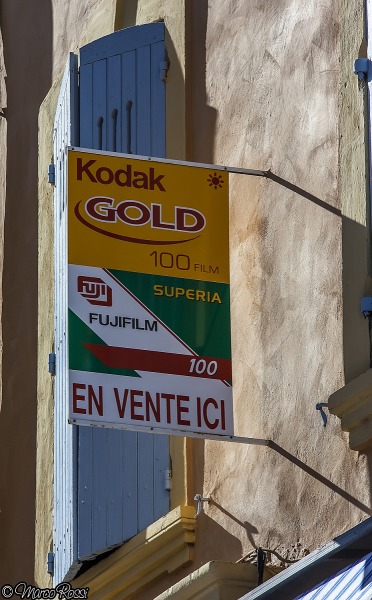 Kodak
GOLD
100 FILM
SUPERIA
FUJI
FUJIFILM
100
EN VENTE ICI
© Marco Rossi